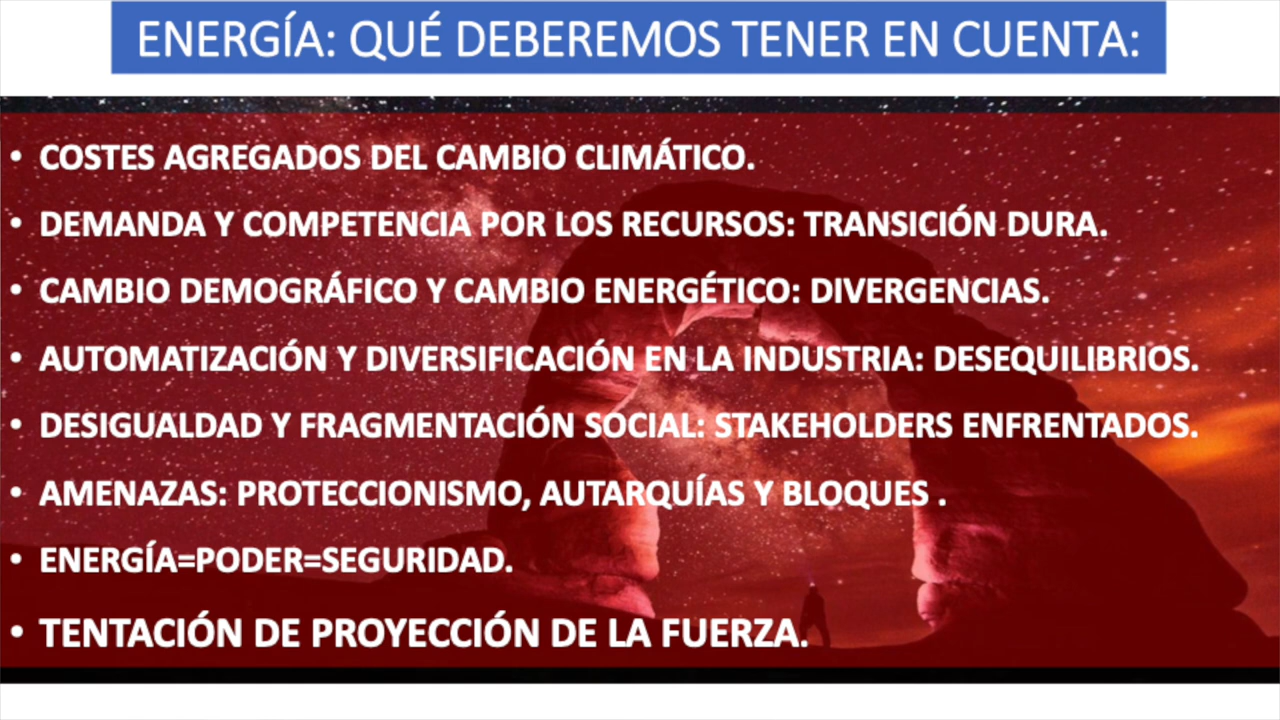 ENERGÍA: QUÉ DEBEREMOS TENER EN CUENTA:
• COSTES AGREGADOS DEL CAMBIO CLIMÁTICO.
• DEMANDA Y COMPETENCIA POR LOS RECURSOS: TRANSICIÓN DURA.
• CAMBIO DEMOGRÁFICO Y CAMBIO ENERGÉTICO: DIVERGENCIAS.
• AUTOMATIZACIÓN Y DIVERSIFICACIÓN EN LA INDUSTRIA: DESEQUILIBRIOS.
• DESIGUALDAD Y FRAGMENTACIÓN SOCIAL: STAKEHOLDERS ENFRENTADOS.
• AMENAZAS: PROTECCIONISMO, AUTARQUÍAS Y BLOQUES .
• ENERGÍA=PODER=SEGURIDAD.
• TENTACIÓN DE PROYECCIÓN DE LA FUERZA.